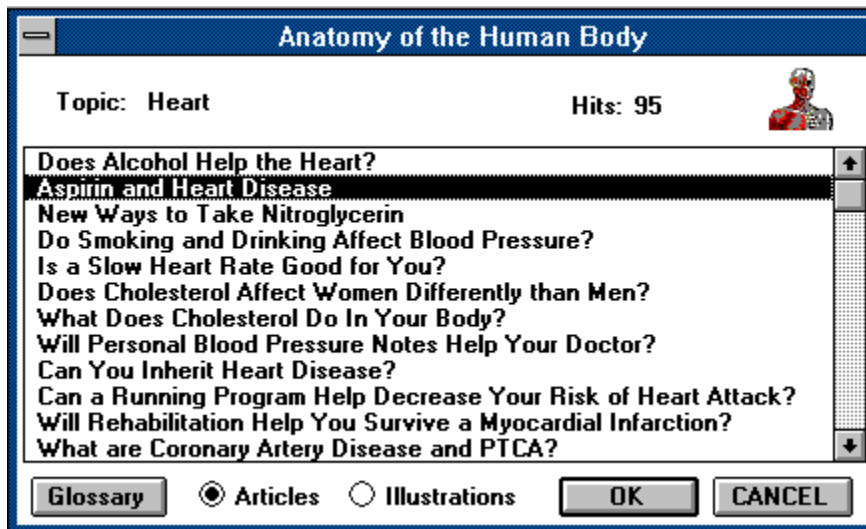 Anatomy of the Human Body
Topic: Heart Hits: 95
Does Alcohol Help the Heart?
Aspirin and Heart Disease
New Ways to Take Nitroglycerin
Do Smoking and Drinking Affect Blood Pressure?
Is a Slow Heart Rate Good for You?
Does Cholesterol Affect Women Differently than Men?
What Does Cholesterol Do In Your Body?
Will Personal Blood Pressure Notes Help Your Doctor?
Can You Inherit Heart Disease?
Can a Running Program Help Decrease Your Risk of Heart Attack?
Will Rehabilitation Help You Survive a Myocardial Infarction?
What are Coronary Artery Disease and PTCA?
Glossary Articles Illustrations OK CANCEL